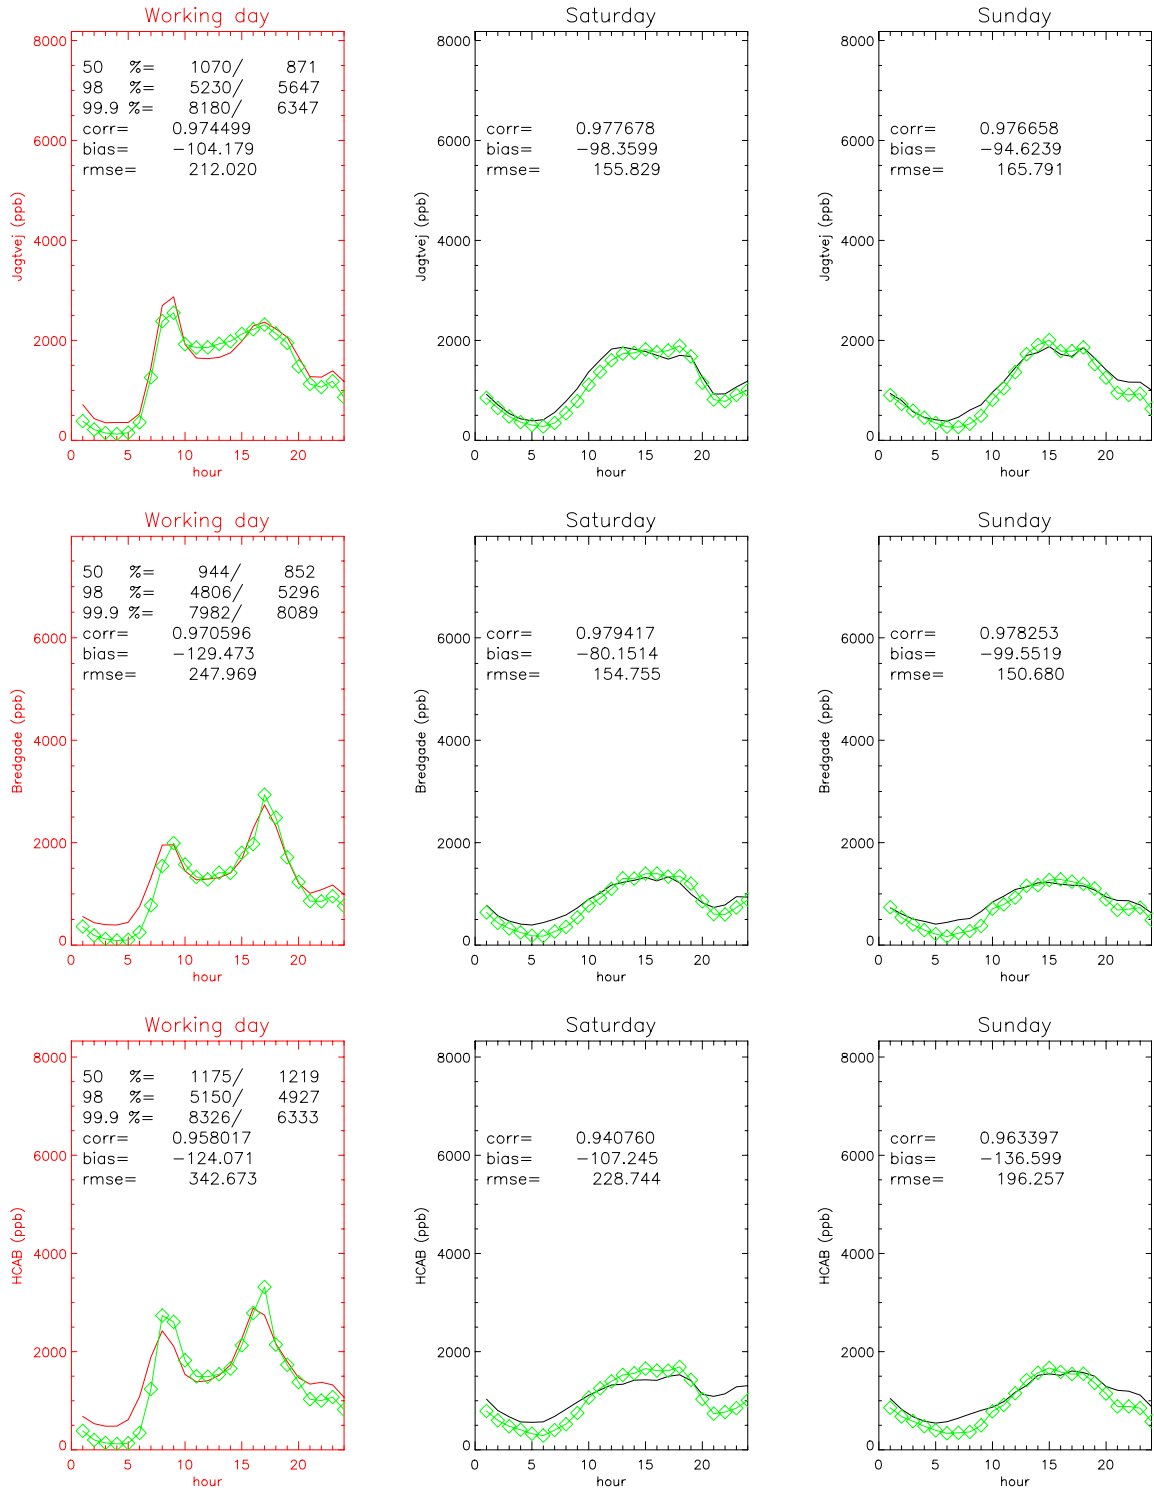 Working day
8000
6000
4000
2000
0
Jagtvej (ppb)
50 %= 1070/ 871
98 %= 5230/ 5647
99.9 %= 8180/ 6347
corr= 0.974499
bias= −104.179
rmse= 212.020
0 5 10 15 20
hour
Saturday
8000
6000
4000
2000
0
Jagtvej (ppb)
corr= 0.977678
bias= −98.3599
rmse= 155.829
0 5 10 15 20
hour
Sunday
8000
6000
4000
2000
0
Jagtvej (ppb)
corr= 0.976658
bias= −94.6239
rmse= 165.791
0 5 10 15 20
hour
Working day
6000
4000
2000
0
Bredgade (ppb)
50 %= 944/ 852
98 %= 4806/ 5296
99.9 %= 7982/ 8089
corr= 0.970596
bias= −129.473
rmse= 247.969
0 5 10 15 20
hour
Saturday
6000
4000
2000
0
Bredgade (ppb)
corr= 0.979417
bias= −80.1514
rmse= 154.755
0 5 10 15 20
hour
Sunday
6000
4000
2000
0
Bredgade (ppb)
corr= 0.978253
bias= −99.5519
rmse= 150.680
0 5 10 15 20
hour
Working day
8000
6000
4000
2000
0
HCAB (ppb)
50 %= 1175/ 1219
98 %= 5150/ 4927
99.9 %= 8326/ 6333
corr= 0.958017
bias= −124.071
rmse= 342.673
0 5 10 15 20
hour
Saturday
8000
6000
4000
2000
0
HCAB (ppb)
corr= 0.940760
bias= −107.245
rmse= 228.744
0 5 10 15 20
hour
Sunday
8000
6000
4000
2000
0
HCAB (ppb)
corr= 0.963397
bias= −136.599
rmse= 196.257
0 5 10 15 20
hour